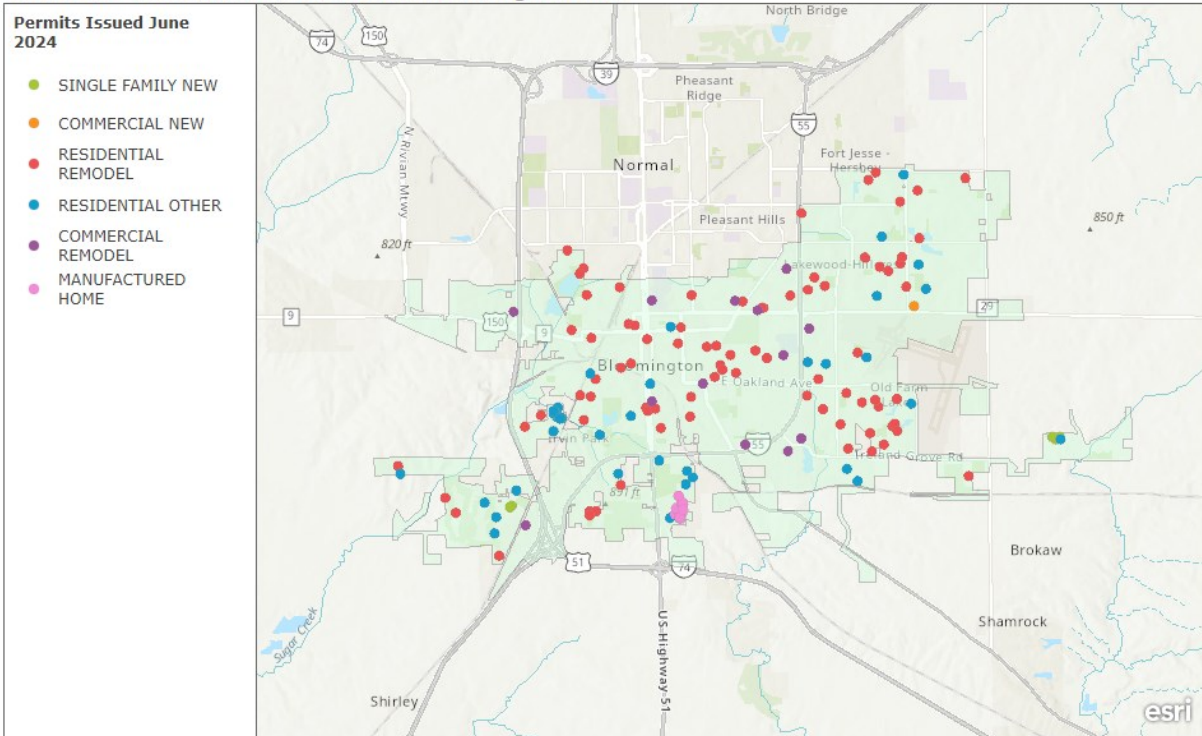 Permits Issued June
2024
SINGLE FAMILY NEW
COMMERCIAL NEW
RESIDENTIAL
REMODEL
RESIDENTIAL OTHER
COMMERCIAL
REMODEL
MANUFACTURED
HOME
North Bridge
74
150
39
Pheasant
Ridge
55
N Rivian Mtwy
Normal
Fort Jesse -
Hershey
Pleasant Hills
850 ft
820 ft
9
150
9
29
Bloomington
E Oakland Ave
Old Farm
Irvin Park
55
Ireland Grove Rd
891 ft
51
74
Brokaw
Sugar Creek
US Highway 51
Shamrock
Shirley
esri